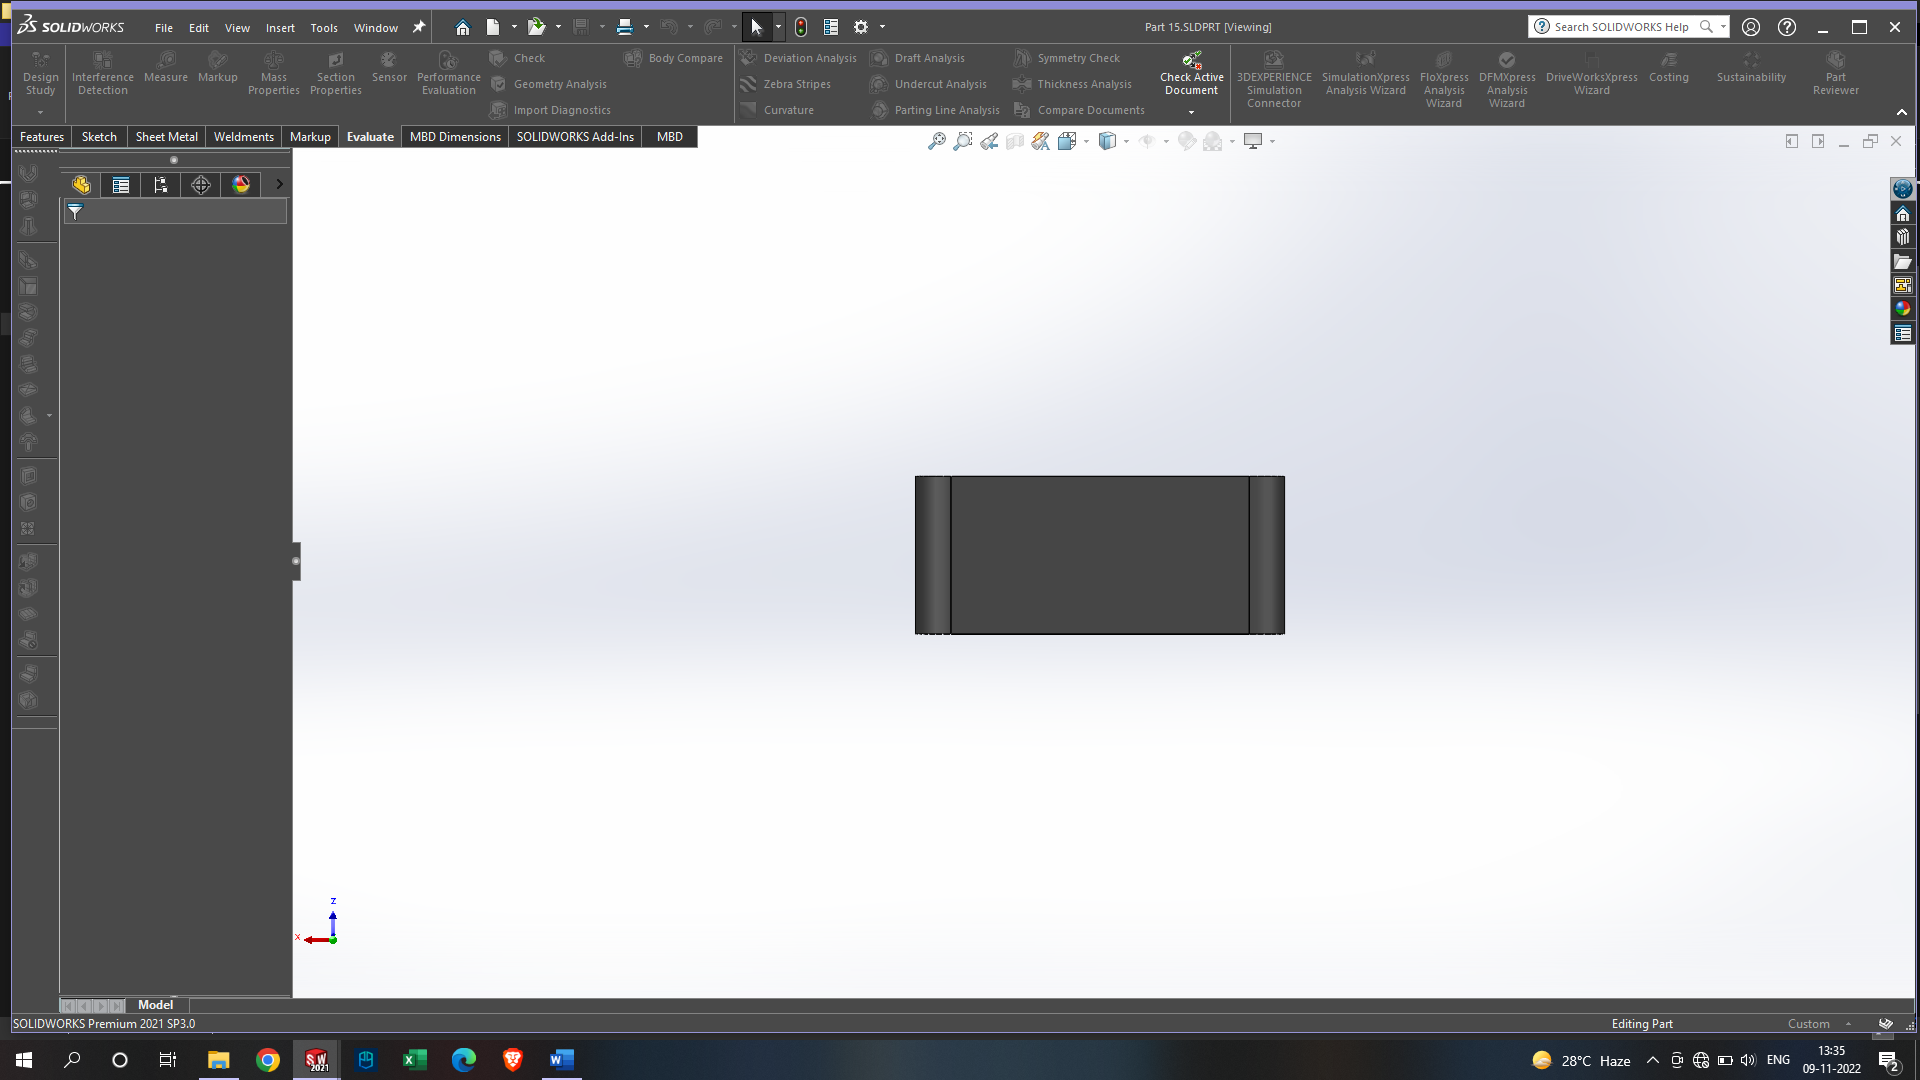 SOLIDWORKS File Edit View Insert Tools Window Part 15.SLDPRT [Viewing] Search SOLIDWORKS Help
Design Study
Interference Detection
Measure
Markup
Mass Properties
Section Properties
Sensor
Performance Evaluation
Check
Geometry Analysis
Import Diagnostics
Body Compare
Deviation Analysis
Zebra Stripes
Curvature
Draft Analysis
Undercut Analysis
Parting Line Analysis
Symmetry Check
Thickness Analysis
Compare Documents
Check Active Document
3DEXPERIENCE Simulation Connector
SimulationXpress Analysis Wizard
FloXpress Analysis Wizard
DFMXpress Analysis Wizard
DriveWorksXpress Wizard
Costing
Sustainability
Part Reviewer
Features Sketch Sheet Metal Weldments Markup Evaluate MBD Dimensions SOLIDWORKS Add-Ins MBD
z
x
Model
SOLIDWORKS Premium 2021 SP3.0 Editing Part Custom
28°C Haze ENG 13:35
09-11-2022
2
SW
2021